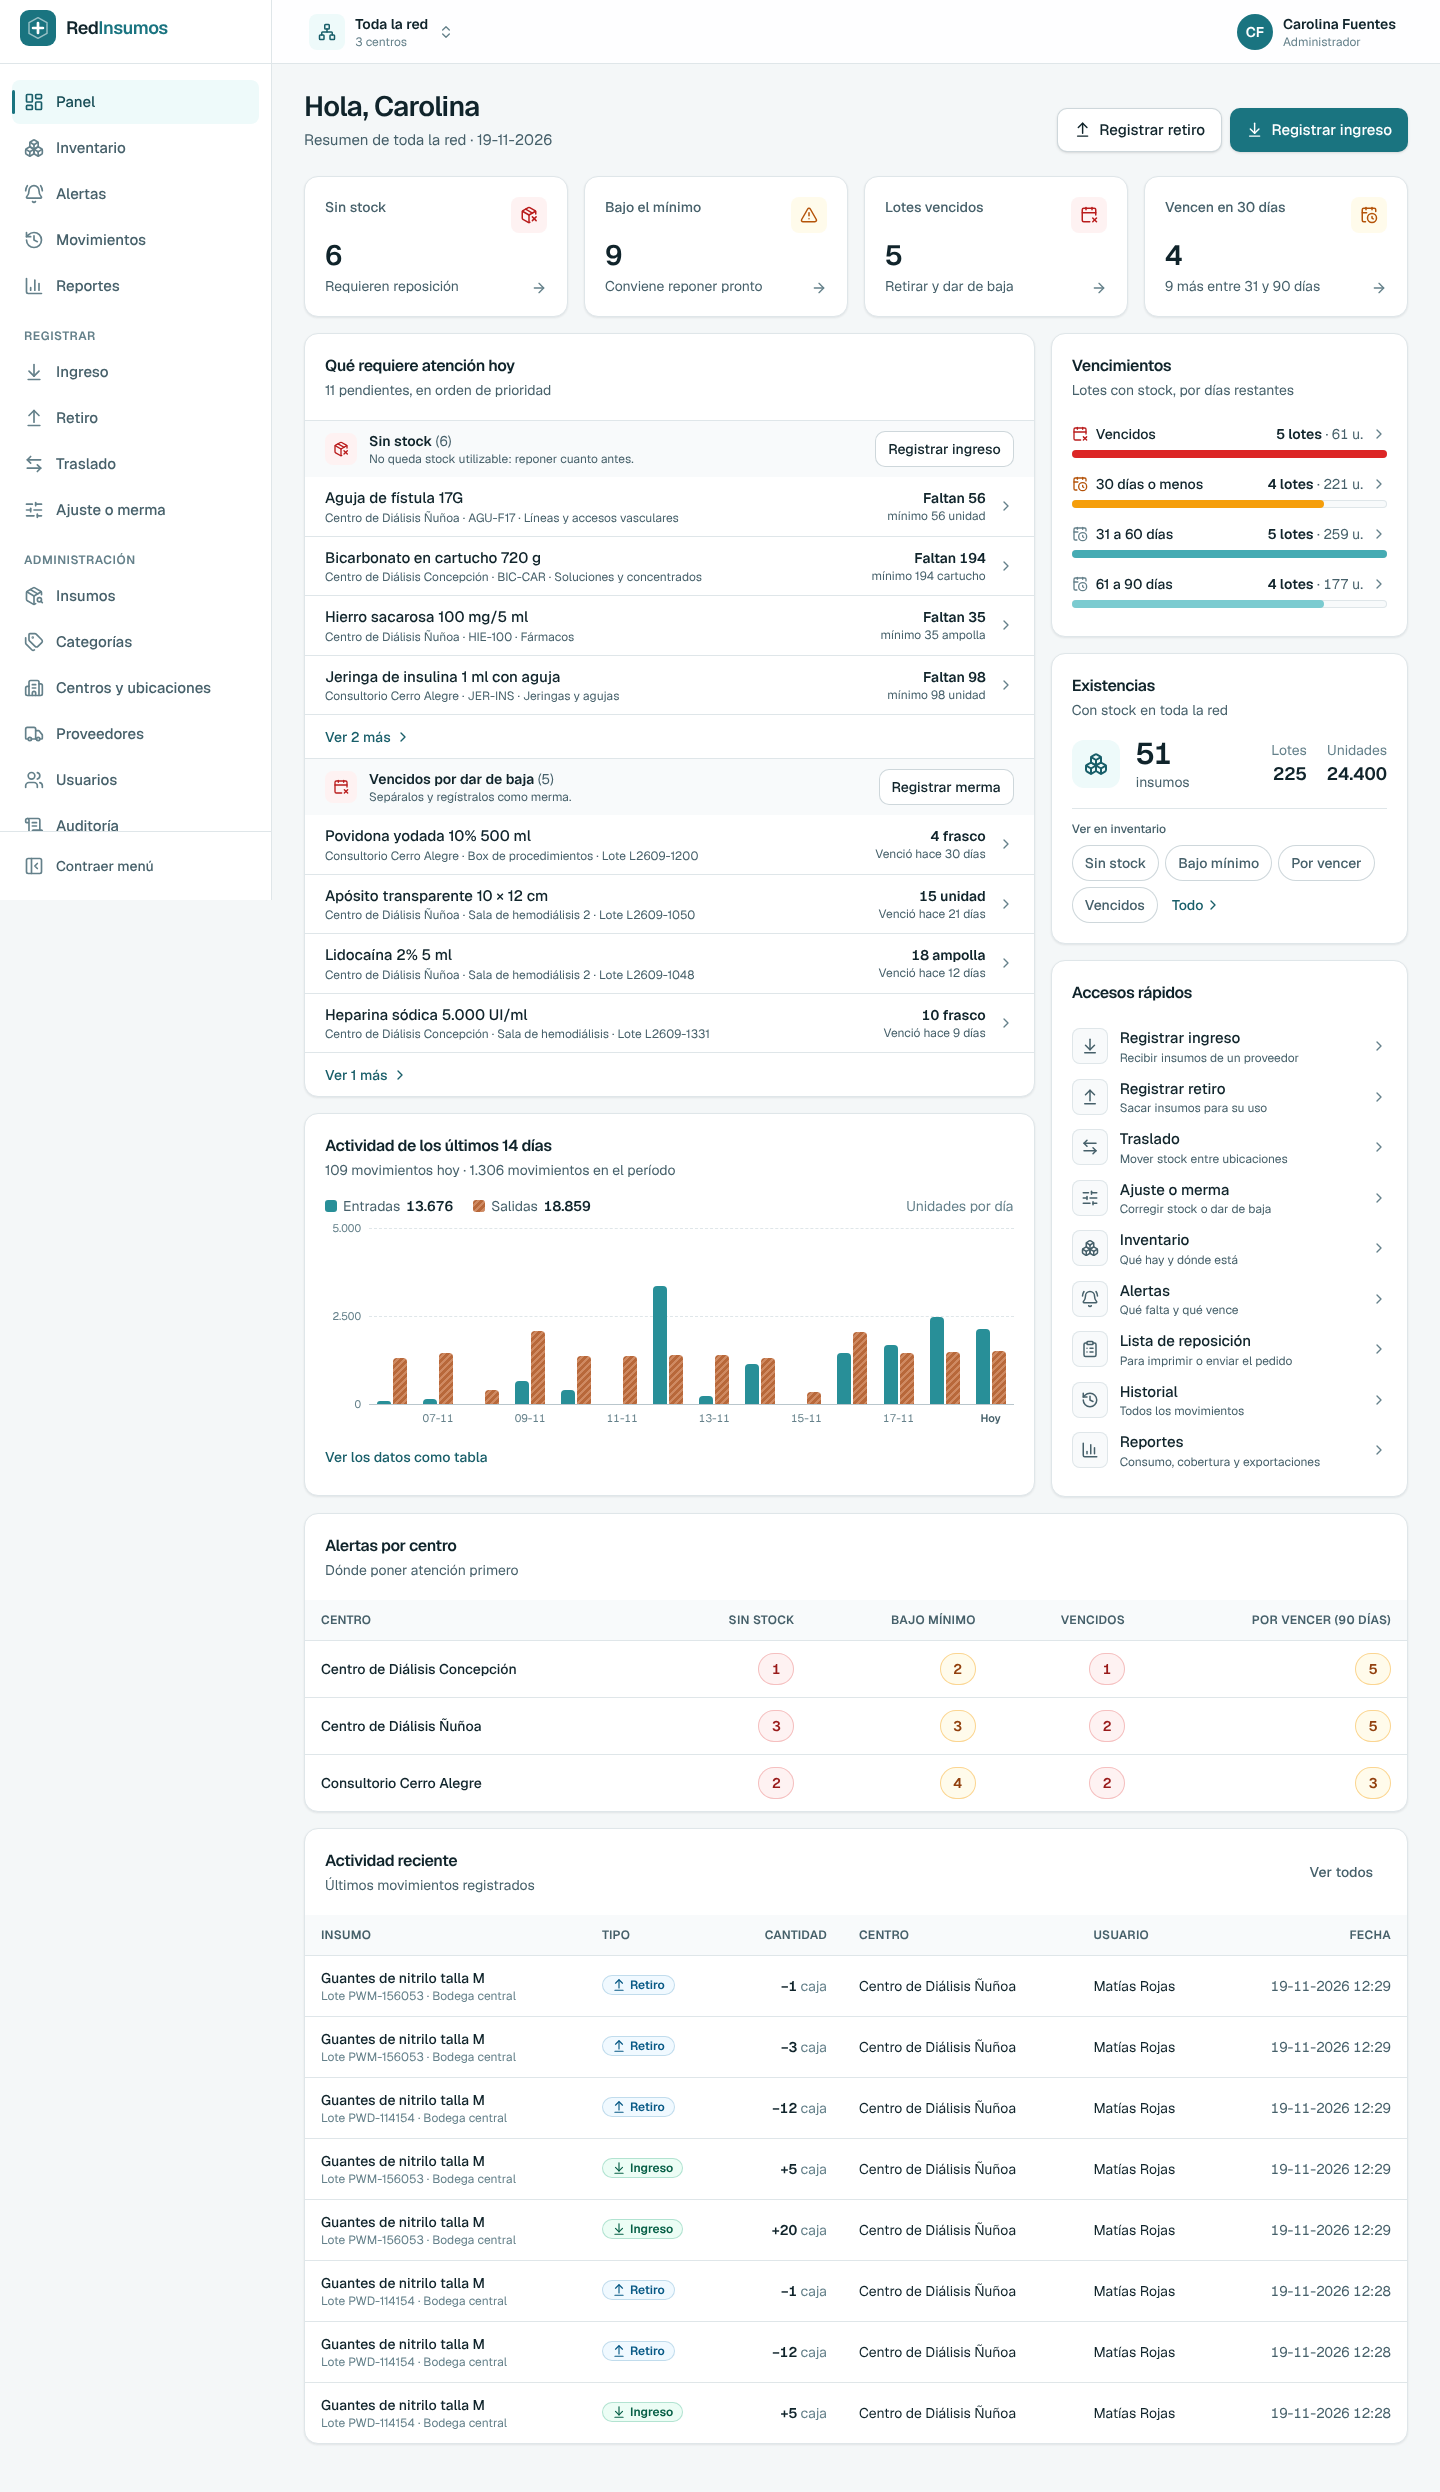 RedInsumos
Toda la red
3 centros
CF
Carolina Fuentes
Administrador
Panel
Inventario
Alertas
Movimientos
Reportes
REGISTRAR
Ingreso
Retiro
Traslado
Ajuste o merma
ADMINISTRACIÓN
Insumos
Categorías
Centros y ubicaciones
Proveedores
Usuarios
Auditoría
Contraer menú
Hola, Carolina
Resumen de toda la red · 19-11-2026
Registrar retiro
Registrar ingreso
Sin stock
6
Requieren reposición
Bajo el mínimo
9
Conviene reponer pronto
Lotes vencidos
5
Retirar y dar de baja
Vencen en 30 días
4
9 más entre 31 y 90 días
Qué requiere atención hoy
11 pendientes, en orden de prioridad
Sin stock (6)
No queda stock utilizable: reponer cuanto antes.
Registrar ingreso
Aguja de fístula 17G
Centro de Diálisis Ñuñoa · AGU-F17 · Líneas y accesos vasculares
Faltan 56
mínimo 56 unidad
Bicarbonato en cartucho 720 g
Centro de Diálisis Concepción · BIC-CAR · Soluciones y concentrados
Faltan 194
mínimo 194 cartucho
Hierro sacarosa 100 mg/5 ml
Centro de Diálisis Ñuñoa · HIE-100 · Fármacos
Faltan 35
mínimo 35 ampolla
Jeringa de insulina 1 ml con aguja
Consultorio Cerro Alegre · JER-INS · Jeringas y agujas
Faltan 98
mínimo 98 unidad
Ver 2 más
Vencidos por dar de baja (5)
Sepáralos y regístralos como merma.
Registrar merma
Povidona yodada 10% 500 ml
Consultorio Cerro Alegre · Box de procedimientos · Lote L2609-1200
4 frasco
Venció hace 30 días
Apósito transparente 10 × 12 cm
Centro de Diálisis Ñuñoa · Sala de hemodiálisis 2 · Lote L2609-1050
15 unidad
Venció hace 21 días
Lidocaína 2% 5 ml
Centro de Diálisis Ñuñoa · Sala de hemodiálisis 2 · Lote L2609-1048
18 ampolla
Venció hace 12 días
Heparina sódica 5.000 UI/ml
Centro de Diálisis Concepción · Sala de hemodiálisis · Lote L2609-1331
10 frasco
Venció hace 9 días
Ver 1 más
Vencimientos
Lotes con stock, por días restantes
Vencidos 5 lotes · 61 u.
30 días o menos 4 lotes · 221 u.
31 a 60 días 5 lotes · 259 u.
61 a 90 días 4 lotes · 177 u.
Existencias
Con stock en toda la red
51
insumos
Lotes
225
Unidades
24.400
Ver en inventario
Sin stock
Bajo mínimo
Por vencer
Vencidos
Todo
Accesos rápidos
Registrar ingreso
Recibir insumos de un proveedor
Registrar retiro
Sacar insumos para su uso
Traslado
Mover stock entre ubicaciones
Ajuste o merma
Corregir stock o dar de baja
Inventario
Qué hay y dónde está
Alertas
Qué falta y qué vence
Lista de reposición
Para imprimir o enviar el pedido
Historial
Todos los movimientos
Reportes
Consumo, cobertura y exportaciones
Actividad de los últimos 14 días
109 movimientos hoy · 1.306 movimientos en el período
Entradas 13.676 Salidas 18.859
Unidades por día
5.000
2.500
0
07-11 09-11 11-11 13-11 15-11 17-11 Hoy
Ver los datos como tabla
Alertas por centro
Dónde poner atención primero
CENTRO SIN STOCK BAJO MÍNIMO VENCIDOS POR VENCER (90 DÍAS)
Centro de Diálisis Concepción 1 2 1 5
Centro de Diálisis Ñuñoa 3 3 2 5
Consultorio Cerro Alegre 2 4 2 3
Actividad reciente
Últimos movimientos registrados
Ver todos
INSUMO TIPO CANTIDAD CENTRO USUARIO FECHA
Guantes de nitrilo talla M
Lote PWM-156053 · Bodega central
Retiro −1 caja Centro de Diálisis Ñuñoa Matías Rojas 19-11-2026 12:29
Guantes de nitrilo talla M
Lote PWM-156053 · Bodega central
Retiro −3 caja Centro de Diálisis Ñuñoa Matías Rojas 19-11-2026 12:29
Guantes de nitrilo talla M
Lote PWD-114154 · Bodega central
Retiro −12 caja Centro de Diálisis Ñuñoa Matías Rojas 19-11-2026 12:29
Guantes de nitrilo talla M
Lote PWM-156053 · Bodega central
Ingreso +5 caja Centro de Diálisis Ñuñoa Matías Rojas 19-11-2026 12:29
Guantes de nitrilo talla M
Lote PWM-156053 · Bodega central
Ingreso +20 caja Centro de Diálisis Ñuñoa Matías Rojas 19-11-2026 12:29
Guantes de nitrilo talla M
Lote PWD-114154 · Bodega central
Retiro −1 caja Centro de Diálisis Ñuñoa Matías Rojas 19-11-2026 12:28
Guantes de nitrilo talla M
Lote PWD-114154 · Bodega central
Retiro −12 caja Centro de Diálisis Ñuñoa Matías Rojas 19-11-2026 12:28
Guantes de nitrilo talla M
Lote PWD-114154 · Bodega central
Ingreso +5 caja Centro de Diálisis Ñuñoa Matías Rojas 19-11-2026 12:28